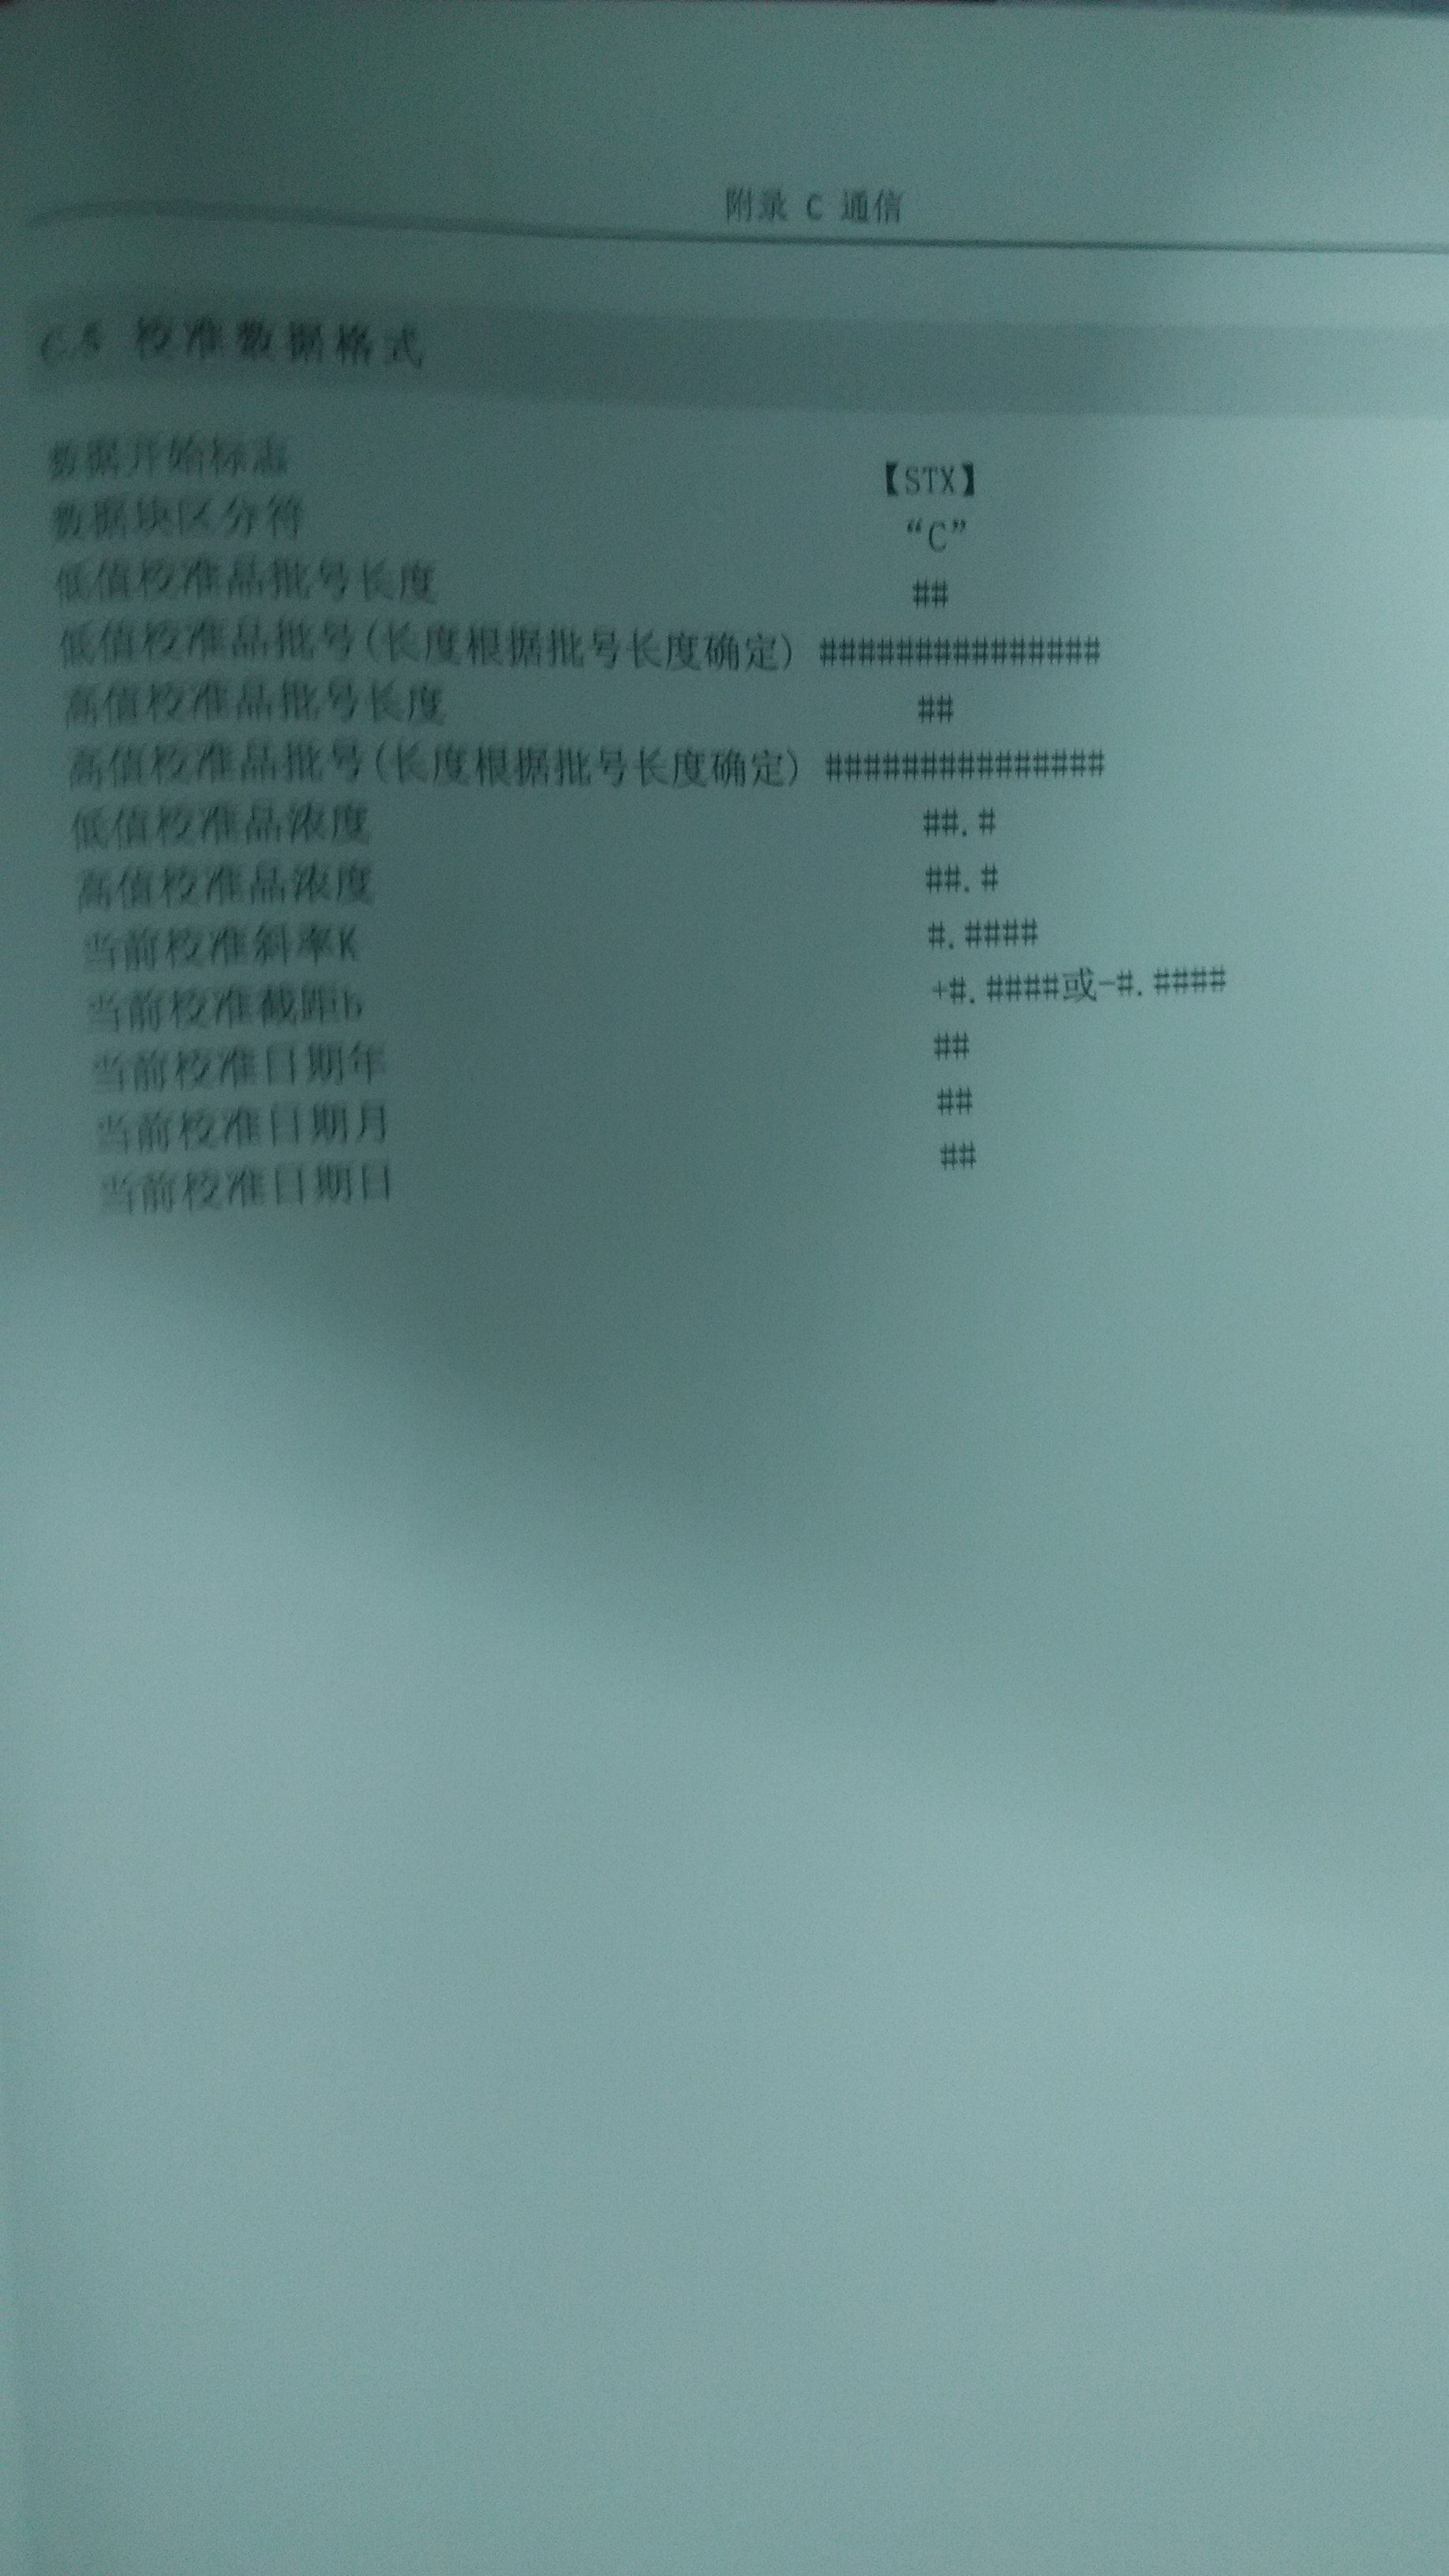 附录 C 通信
C.5 校准数据格式
数据开始标志 【STX】
数据块区分符 “C”
低值校准品批号长度 ##
低值校准品批号(长度根据批号长度确定) ###############
高值校准品批号长度 ##
高值校准品批号(长度根据批号长度确定) ###############
低值校准品浓度 ##.#
高值校准品浓度 ##.#
当前校准斜率K #.####
当前校准截距b +#.####或-#.####
当前校准日期年 ##
当前校准日期月 ##
当前校准日期日 ##